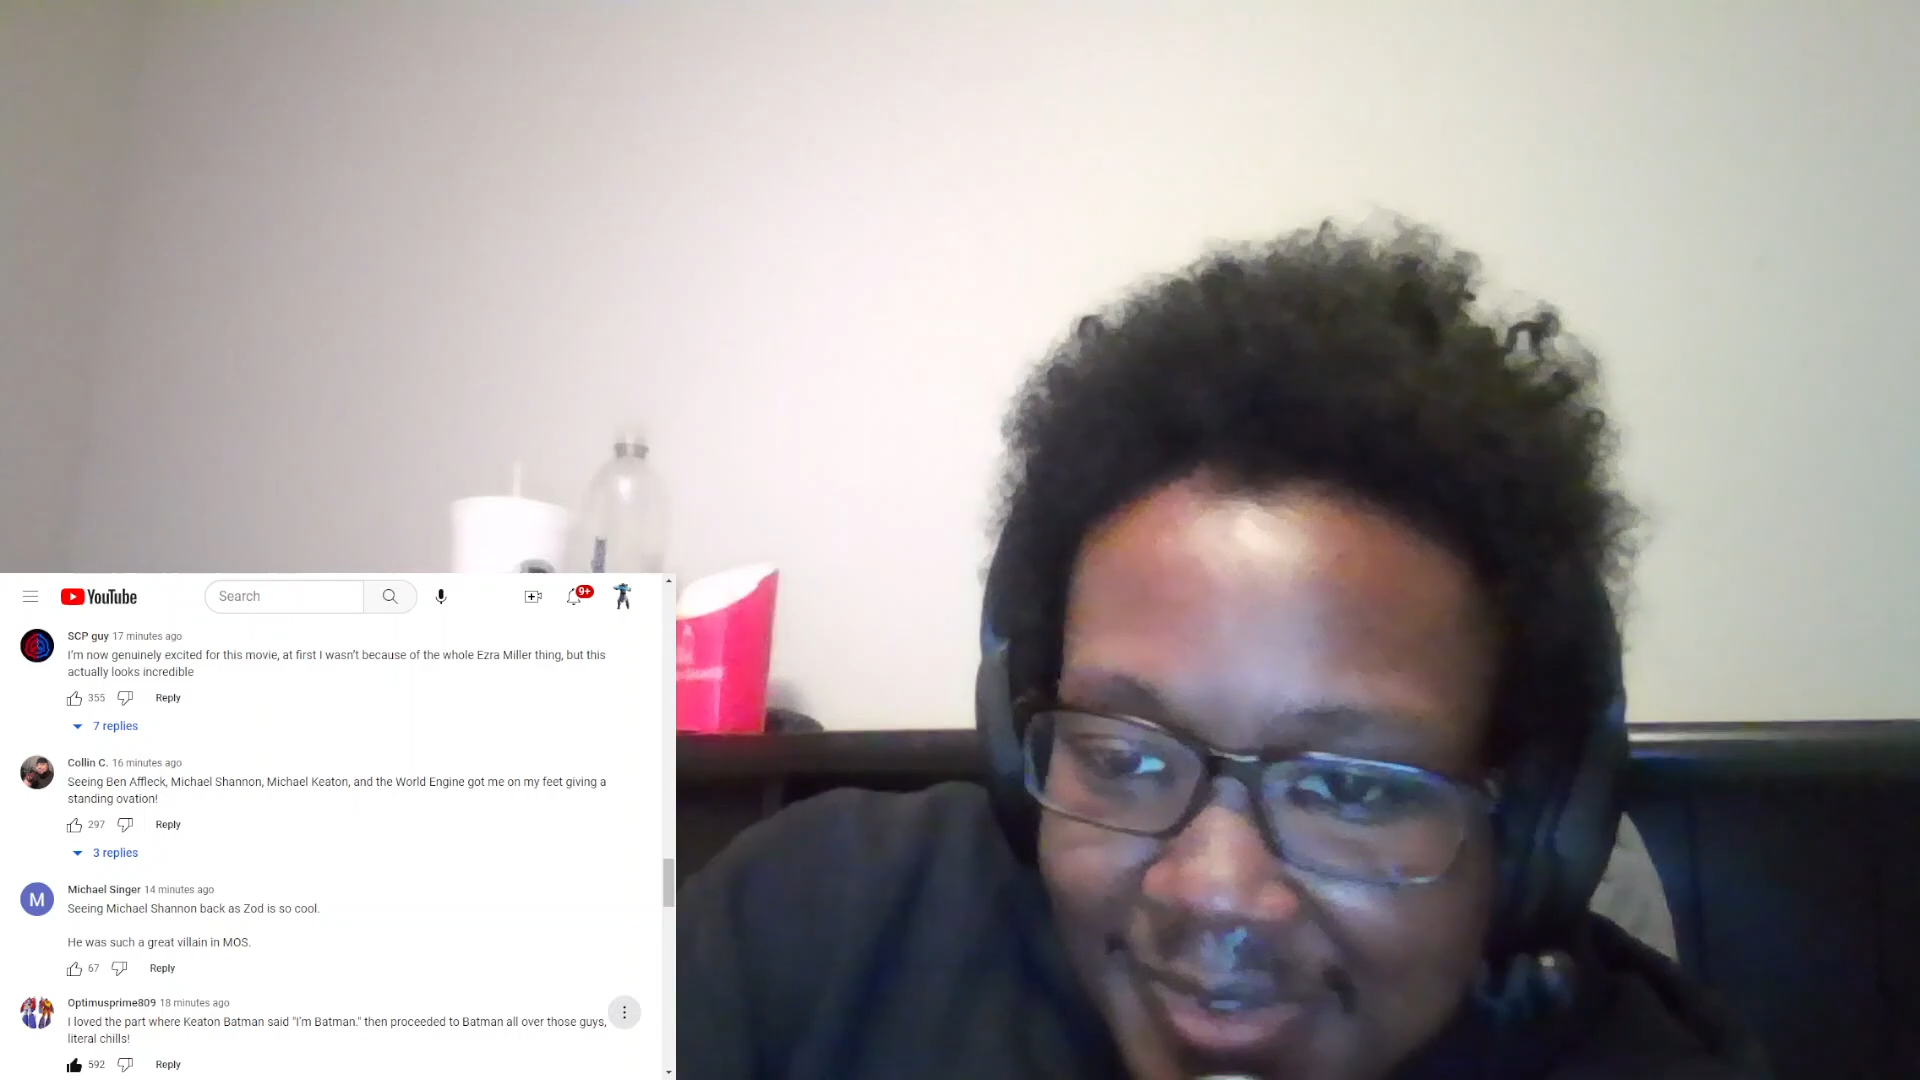 YouTube
Search
9+
SCP guy 17 minutes ago
I'm now genuinely excited for this movie, at first I wasn't because of the whole Ezra Miller thing, but this
actually looks incredible
355 Reply
7 replies
Collin C. 16 minutes ago
Seeing Ben Affleck, Michael Shannon, Michael Keaton, and the World Engine got me on my feet giving a
standing ovation!
297 Reply
3 replies
M
Michael Singer 14 minutes ago
Seeing Michael Shannon back as Zod is so cool.
He was such a great villain in MOS.
67 Reply
Optimusprime809 18 minutes ago
I loved the part where Keaton Batman said "I'm Batman." then proceeded to Batman all over those guys,
literal chills!
592 Reply